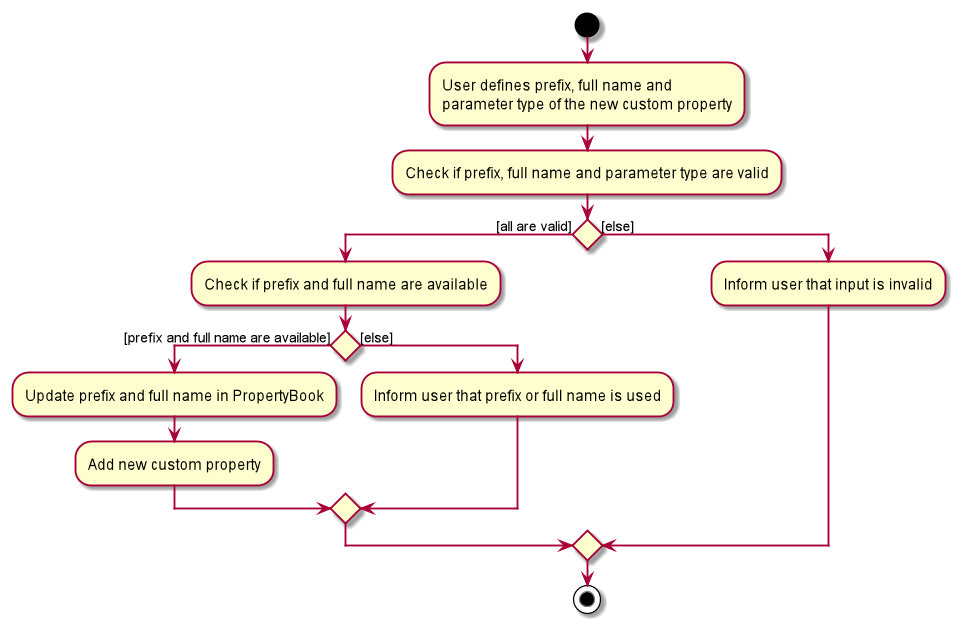 User defines prefix, full name and
parameter type of the new custom property
Check if prefix, full name and parameter type are valid
[all are valid]
[else]
Check if prefix and full name are available
Inform user that input is invalid
[prefix and full name are available]
[else]
Update prefix and full name in PropertyBook
Inform user that prefix or full name is used
Add new custom property